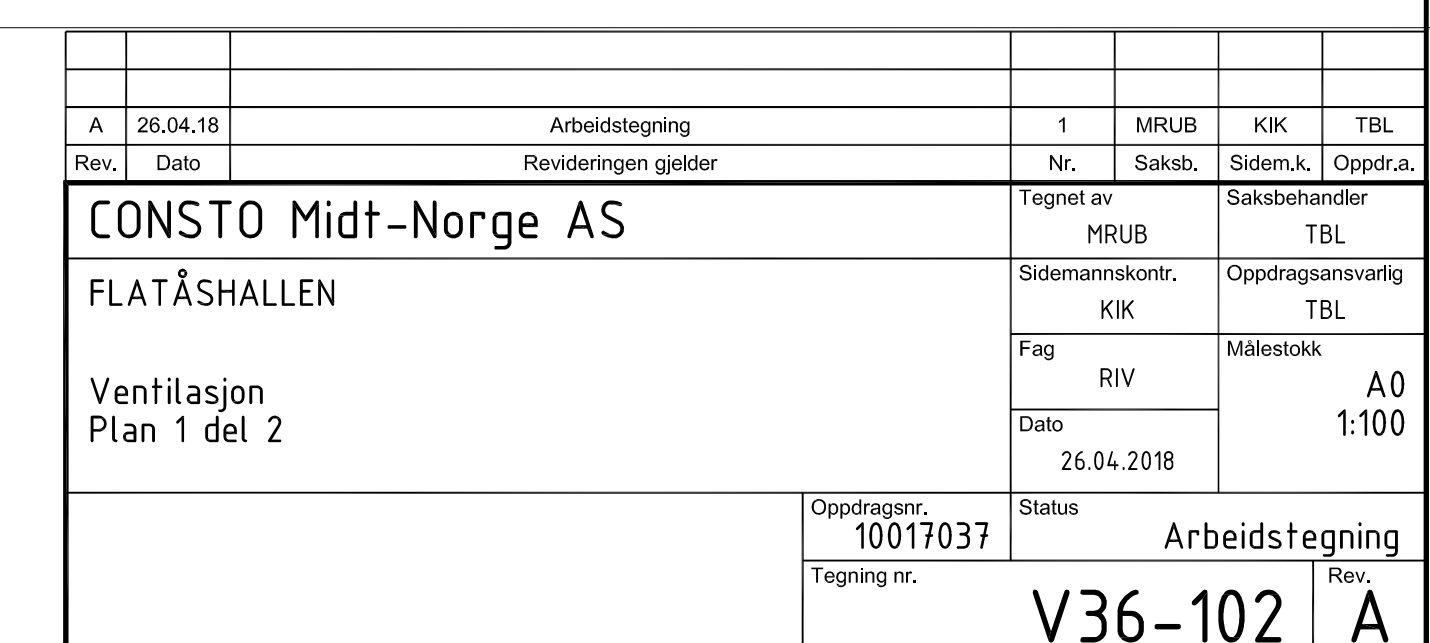 A 26.04.18 Arbeidstegning 1 MRUB KIK TBL
Rev. Dato Revideringen gjelder Nr. Saksb. Sidem.k. Oppdr.a.
CONSTO Midt-Norge AS
Tegnet av
MRUB
Saksbehandler
TBL
FLATÅSHALLEN
Sidemannskontr.
KIK
Oppdragsansvarlig
TBL
Ventilasjon
Plan 1 del 2
Fag
RIV
Målestokk
A0
1:100
Dato
26.04.2018
Oppdragsnr.
10017037
Status
Arbeidstegning
Tegning nr.
V36-102
Rev.
A